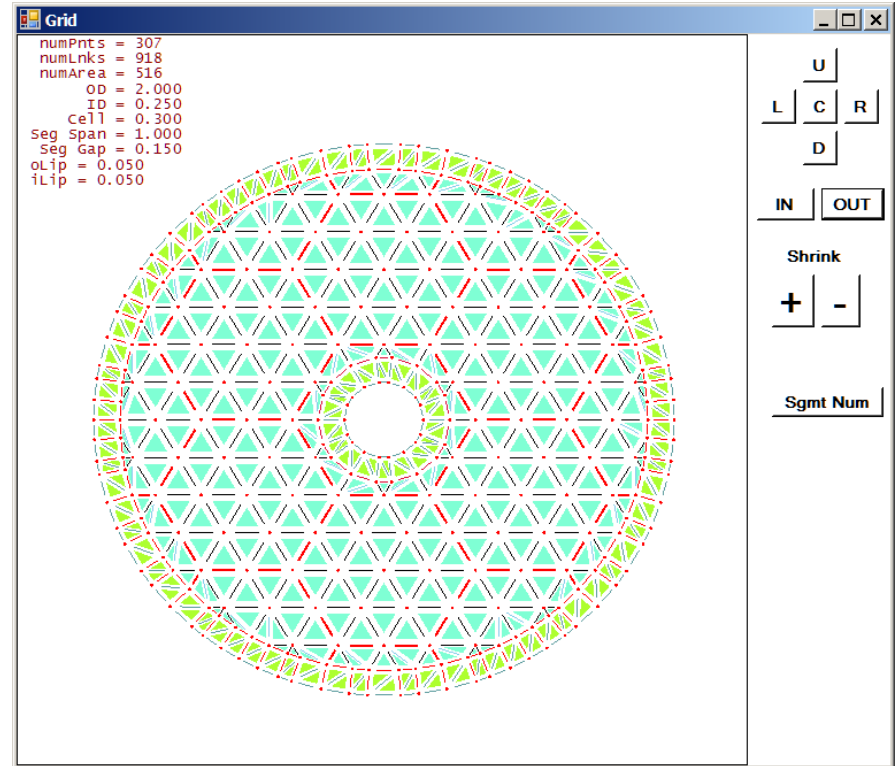 Grid
numPnts = 307
numLnks = 918
numArea = 516
OD = 2.000
ID = 0.250
Cell = 0.300
Seg Span = 1.000
Seg Gap = 0.150
oLip = 0.050
iLip = 0.050
U
L C R
D
IN OUT
Shrink
+ -
Sgmt Num